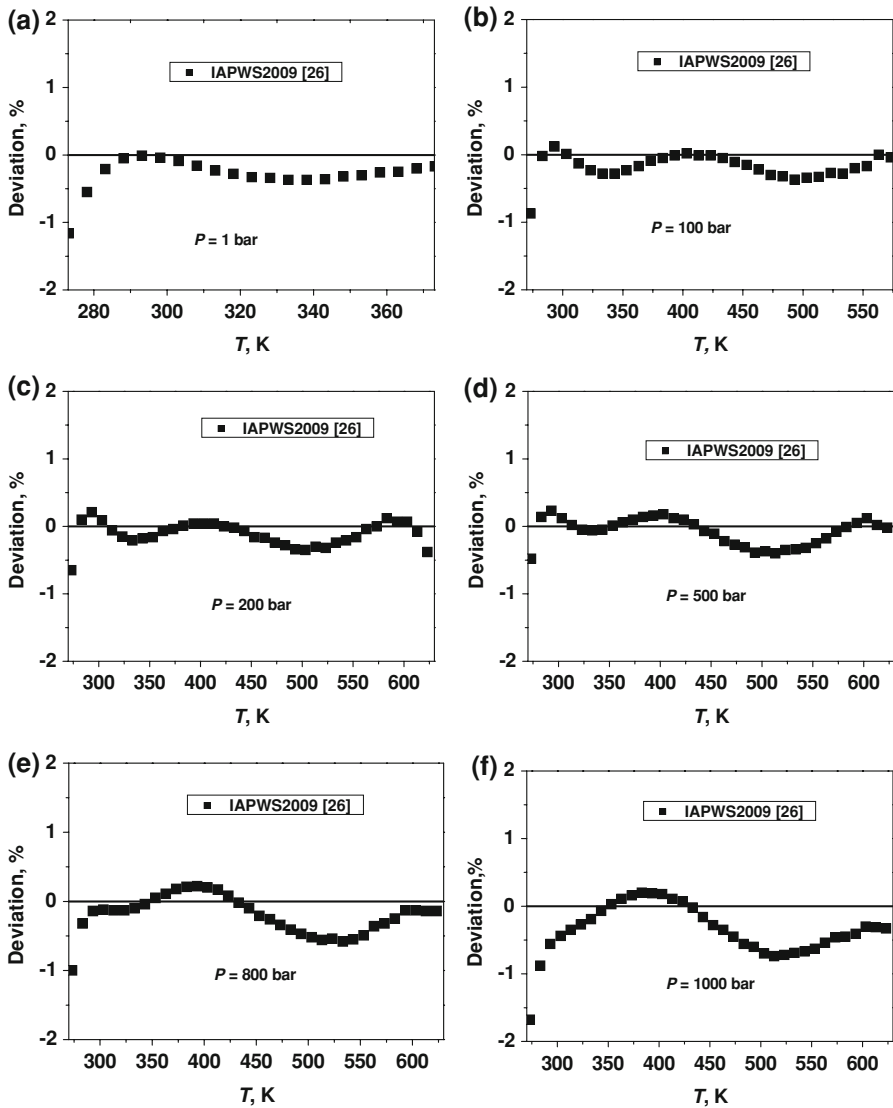 (a)
2
1
0
-1
-2
Deviation, %
IAPWS2009 [26]
P = 1 bar
280 300 320 340 360
T, K
(b)
2
1
0
-1
-2
Deviation, %
IAPWS2009 [26]
P = 100 bar
300 350 400 450 500 550
T, K
(c)
2
1
0
-1
-2
Deviation, %
IAPWS2009 [26]
P = 200 bar
300 350 400 450 500 550 600
T, K
(d)
2
1
0
-1
-2
Deviation, %
IAPWS2009 [26]
P = 500 bar
300 350 400 450 500 550 600
T, K
(e)
2
1
0
-1
-2
Deviation, %
IAPWS2009 [26]
P = 800 bar
300 350 400 450 500 550 600
T, K
(f)
2
1
0
-1
-2
Deviation,%
IAPWS2009 [26]
P = 1000 bar
300 350 400 450 500 550 600
T, K